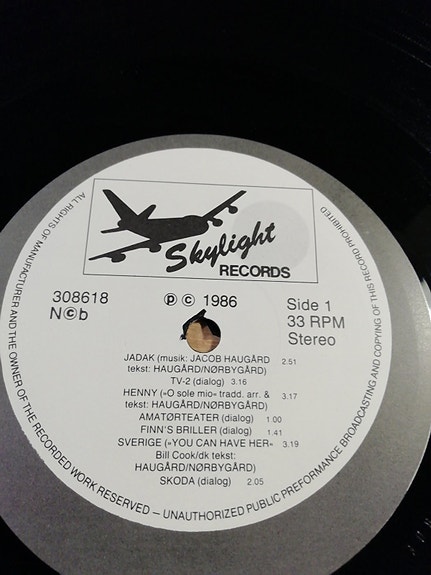 Skylight
RECORDS
308618
N©b
℗ © 1986
Side 1
33 RPM
Stereo
JADAK (musik: JACOB HAUGÅRD 2.51
tekst: HAUGÅRD/NØRBYGÅRD)
TV-2 (dialog) 3.16
HENNY (»O sole mio« tradd. arr. & 3.17
tekst: HAUGÅRD/NØRBYGÅRD)
AMATØRTEATER (dialog) 1 00
FINN'S BRILLER (dialog) 1.41
SVERIGE (»YOU CAN HAVE HER« 3.19
Bill Cook/dk tekst:
HAUGÅRD/NØRBYGÅRD)
SKODA (dialog) 2.05
ALL RIGHTS OF MANUFACTURER AND THE OWNER OF THE RECORDED WORK RESERVED – UNAUTHORIZED PUBLIC PREFORMANCE BROADCASTING AND COPYING OF THIS RECORD PROHIBITED